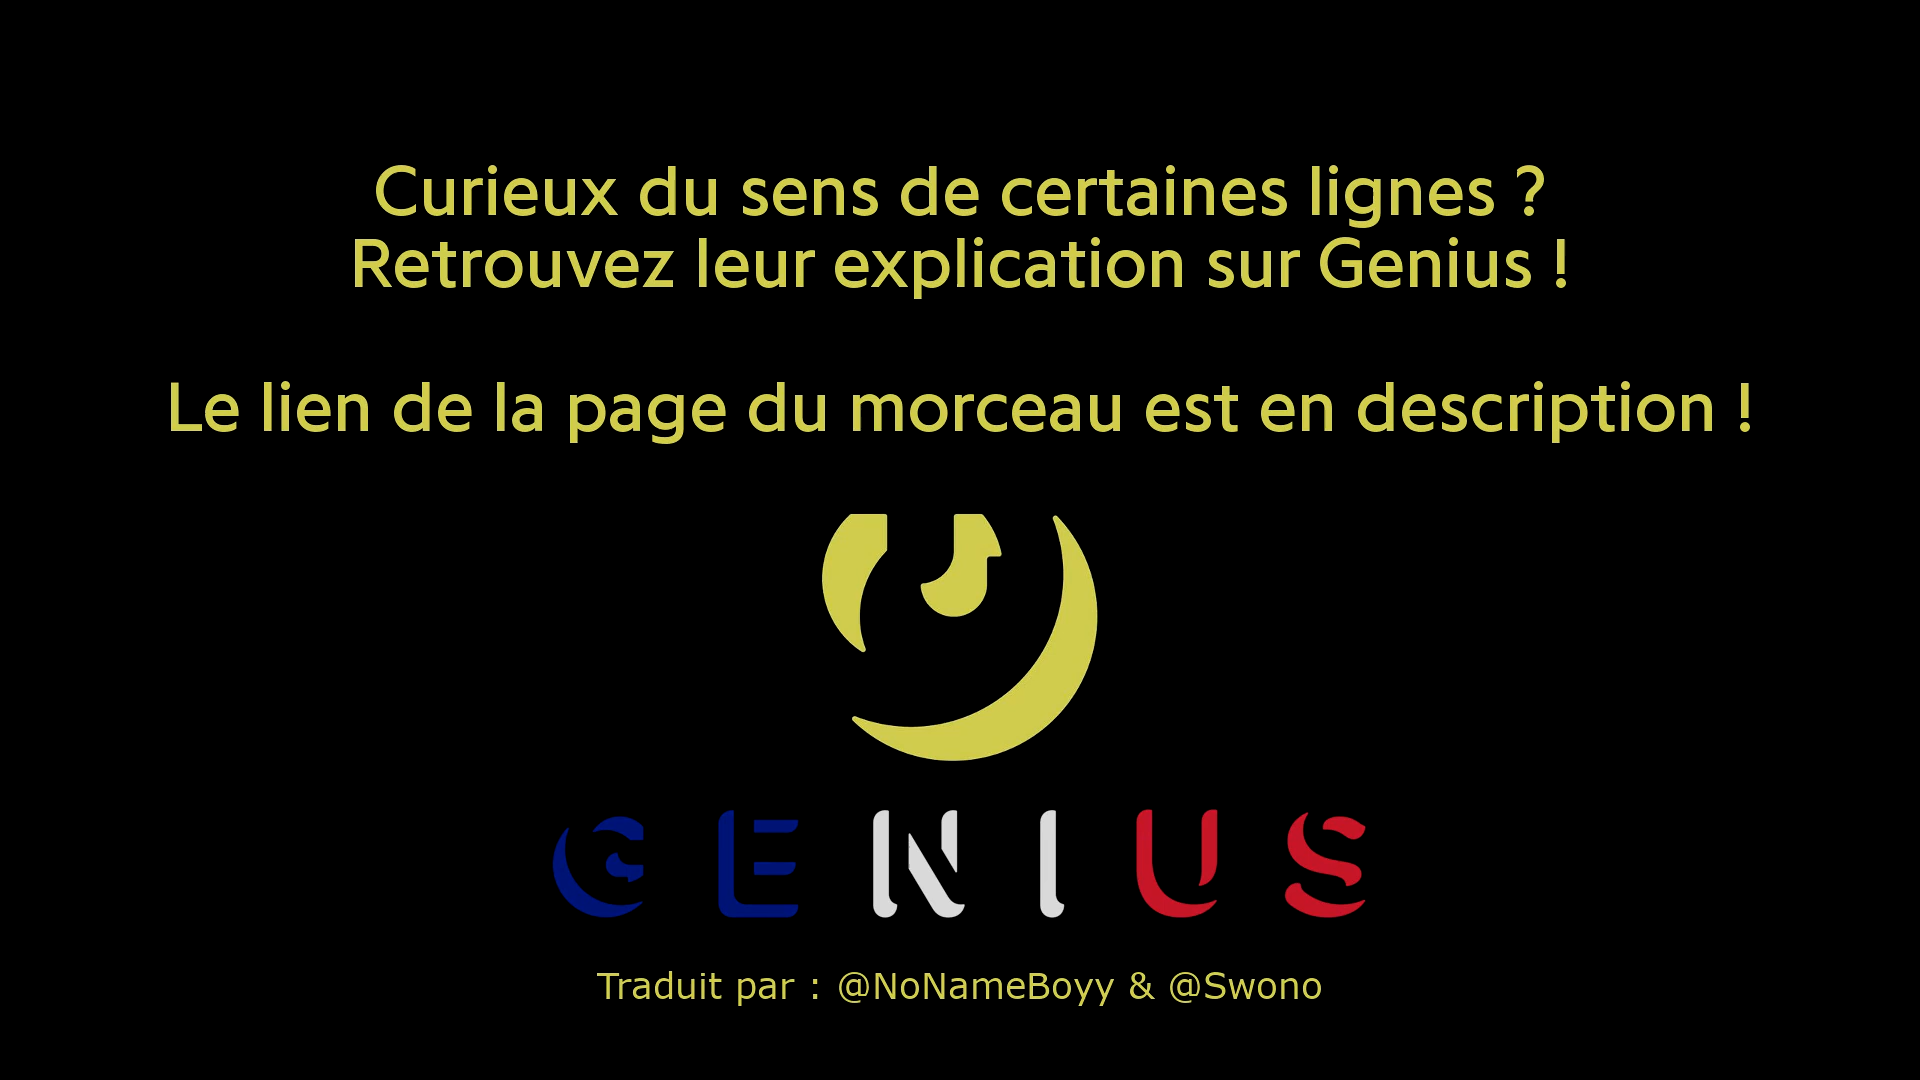 Curieux du sens de certaines lignes ?
Retrouvez leur explication sur Genius !
Le lien de la page du morceau est en description !
GENIUS
Traduit par : @NoNameBoyy & @Swono